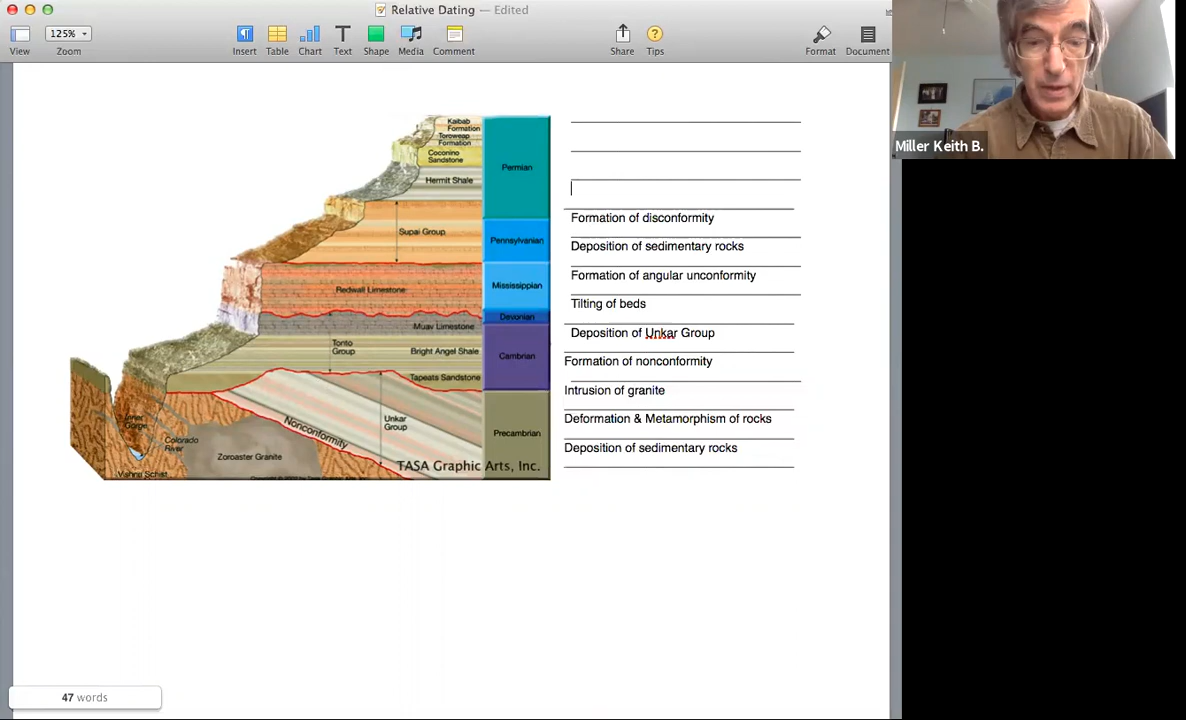 Relative Dating — Edited
125%
View
Zoom
Insert
Table
Chart
Text
Shape
Media
Comment
Share
Tips
Format
Document
Miller Keith B.
Kaibab
Formation
Toroweap
Formation
Coconino
Sandstone
Hermit Shale
Supai Group
Redwall Limestone
Muav Limestone
Tonto
Group
Bright Angel Shale
Tapeats Sandstone
Unkar
Group
Nonconformity
Inner
Gorge
Colorado
River
Zoroaster Granite
Vishnu Schist
TASA Graphic Arts, Inc.
Permian
Pennsylvanian
Mississippian
Devonian
Cambrian
Precambrian
Formation of disconformity
Deposition of sedimentary rocks
Formation of angular unconformity
Tilting of beds
Deposition of Unkar Group
Formation of nonconformity
Intrusion of granite
Deformation & Metamorphism of rocks
Deposition of sedimentary rocks
47 words